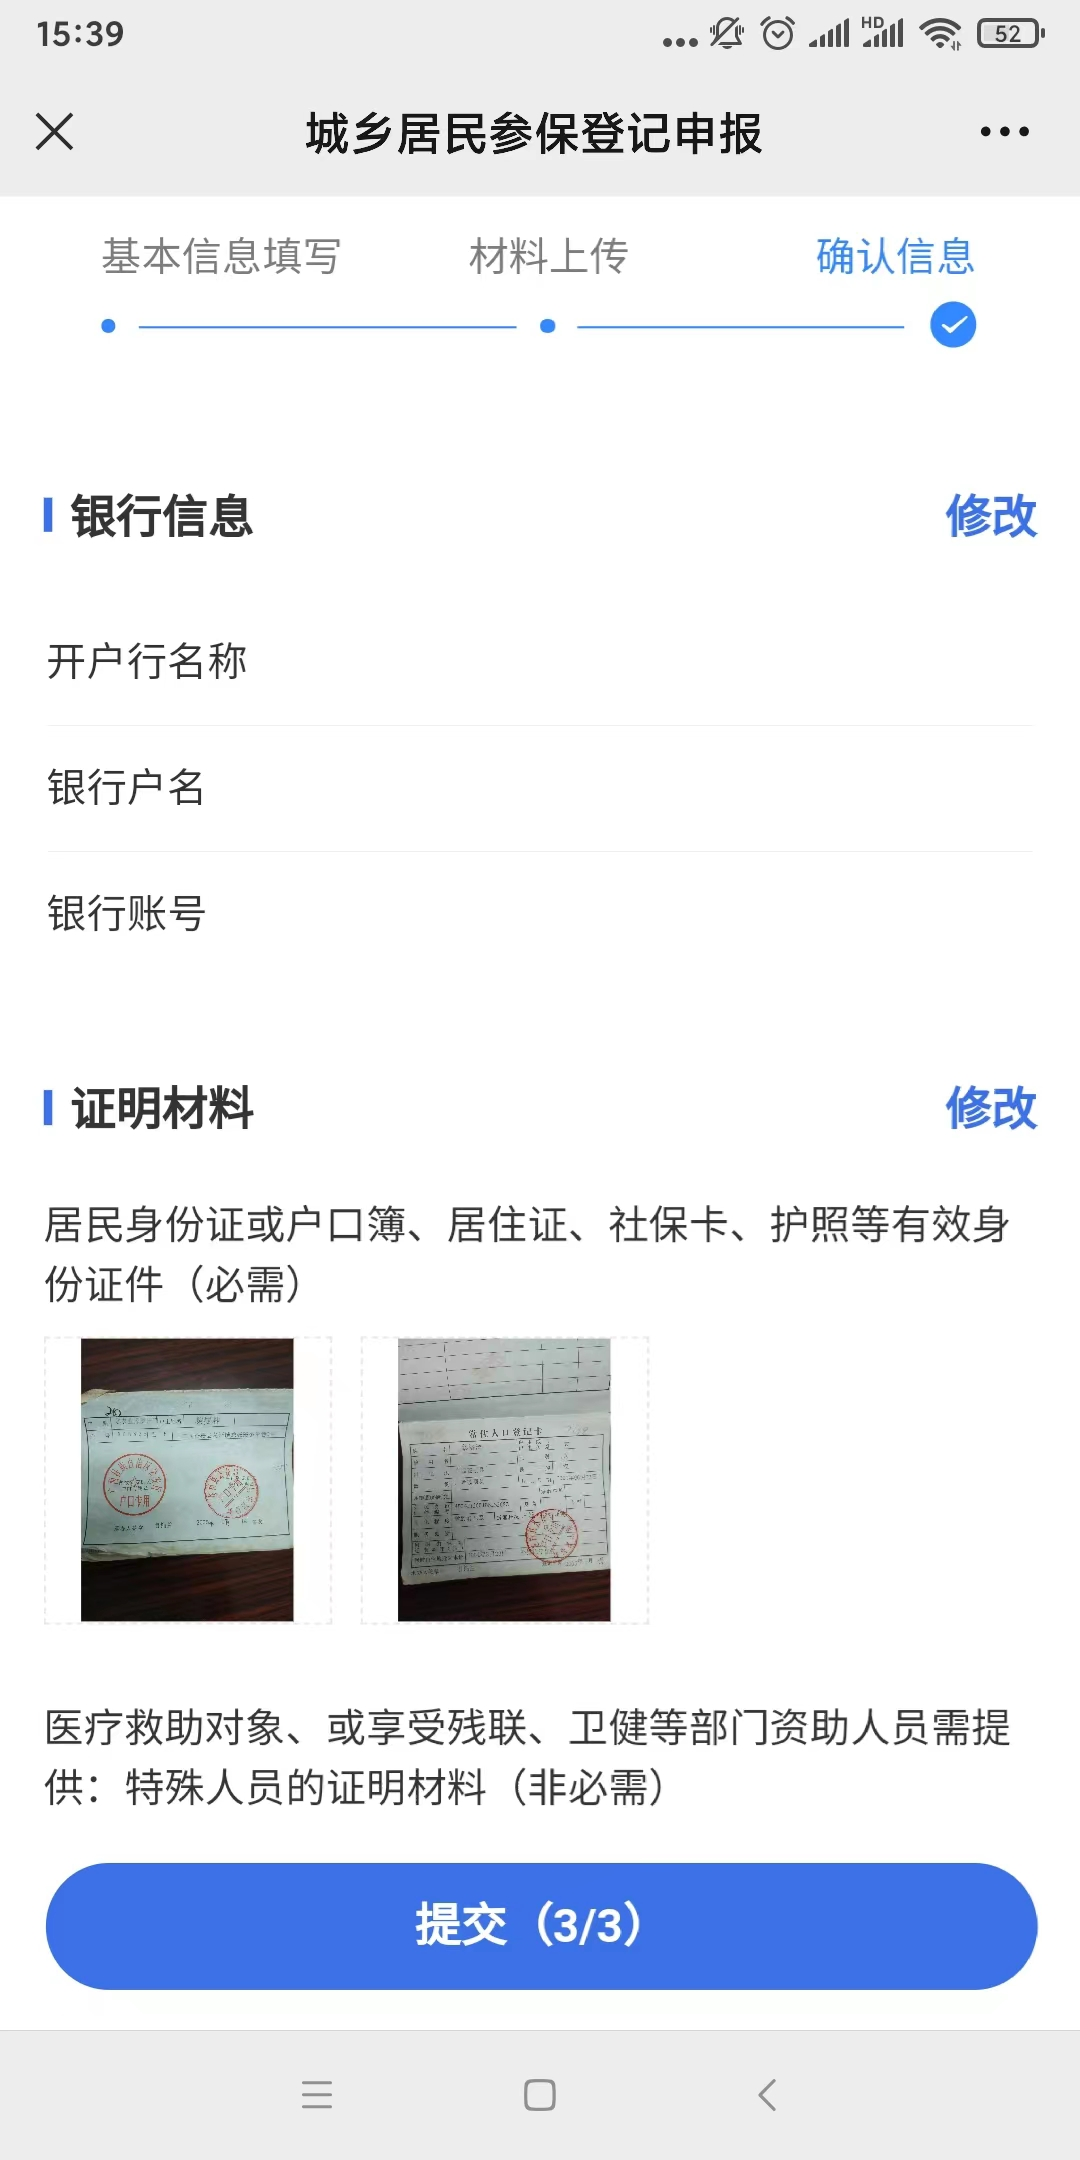 15:39
HD
52
城乡居民参保登记申报
基本信息填写
材料上传
确认信息
银行信息
修改
开户行名称
银行户名
银行账号
证明材料
修改
居民身份证或户口簿、居住证、社保卡、护照等有效身
份证件（必需）
户口专用
常住人口登记卡
医疗救助对象、或享受残联、卫健等部门资助人员需提
供：特殊人员的证明材料（非必需）
提交（3/3）